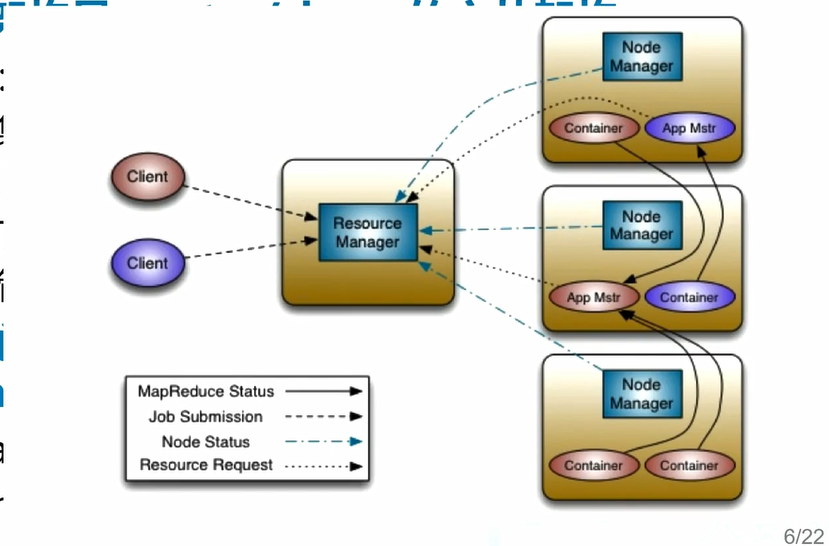 Node
Manager
Container
App Mstr
Client
Resource
Manager
Node
Manager
Client
App Mstr
Container
Node
Manager
MapReduce Status
Job Submission
Node Status
Resource Request
Container
Container
6/22